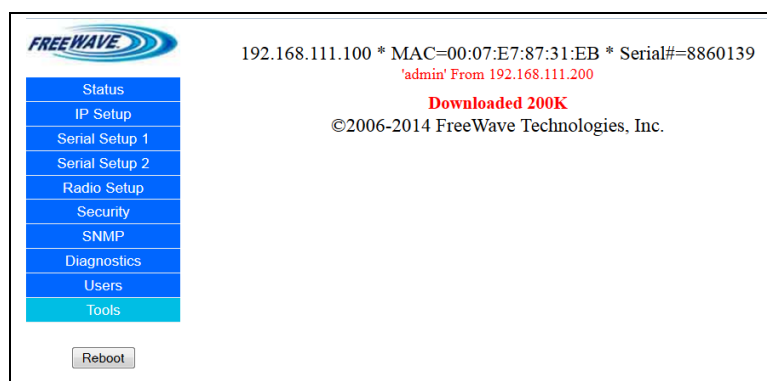 FREEWAVE
192.168.111.100 * MAC=00:07:E7:87:31:EB * Serial#=8860139
'admin' From 192.168.111.200
Downloaded 200K
©2006-2014 FreeWave Technologies, Inc.
Status
IP Setup
Serial Setup 1
Serial Setup 2
Radio Setup
Security
SNMP
Diagnostics
Users
Tools
Reboot